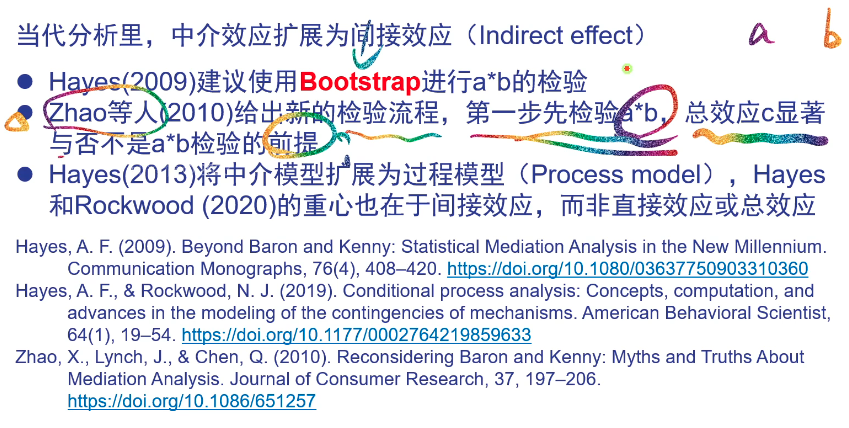 当代分析里，中介效应扩展为间接效应（Indirect effect）
a b
● Hayes(2009)建议使用Bootstrap进行a*b的检验
● Zhao等人(2010)给出新的检验流程，第一步先检验a*b，总效应c显著
与否不是a*b检验的前提
● Hayes(2013)将中介模型扩展为过程模型（Process model），Hayes
和Rockwood (2020)的重心也在于间接效应，而非直接效应或总效应
Hayes, A. F. (2009). Beyond Baron and Kenny: Statistical Mediation Analysis in the New Millennium.
Communication Monographs, 76(4), 408–420. https://doi.org/10.1080/03637750903310360
Hayes, A. F., & Rockwood, N. J. (2019). Conditional process analysis: Concepts, computation, and
advances in the modeling of the contingencies of mechanisms. American Behavioral Scientist,
64(1), 19–54. https://doi.org/10.1177/0002764219859633
Zhao, X., Lynch, J., & Chen, Q. (2010). Reconsidering Baron and Kenny: Myths and Truths About
Mediation Analysis. Journal of Consumer Research, 37, 197–206.
https://doi.org/10.1086/651257